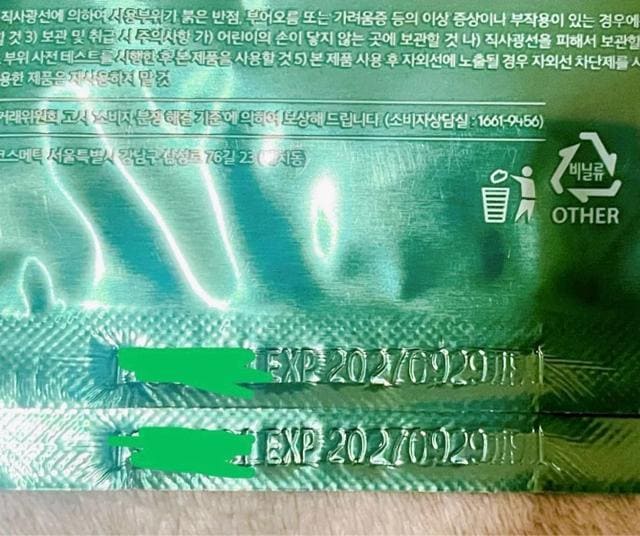 직사광선에 의하여 사용부위가 붉은 반점, 부어오름 또는 가려움증 등의 이상 증상이나 부작용이 있는 경우에
할 것 3) 보관 및 취급 시 주의사항 가) 어린이의 손이 닿지 않는 곳에 보관할 것 나) 직사광선을 피해서 보관할
부위 사전 테스트를 시행한 후 본 제품을 사용할 것 5) 본 제품 사용 후 자외선에 노출될 경우 자외선 차단제를 사
용한 제품은 재사용하지 말 것
거래위원회 고시 소비자 분쟁 해결 기준에 의하여 보상해 드립니다. (소비자상담실 : 1661-9456)
코스메틱 서울특별시 강남구 삼성로 76길 23
비닐류
OTHER
EXP 20270929
EXP 20270929